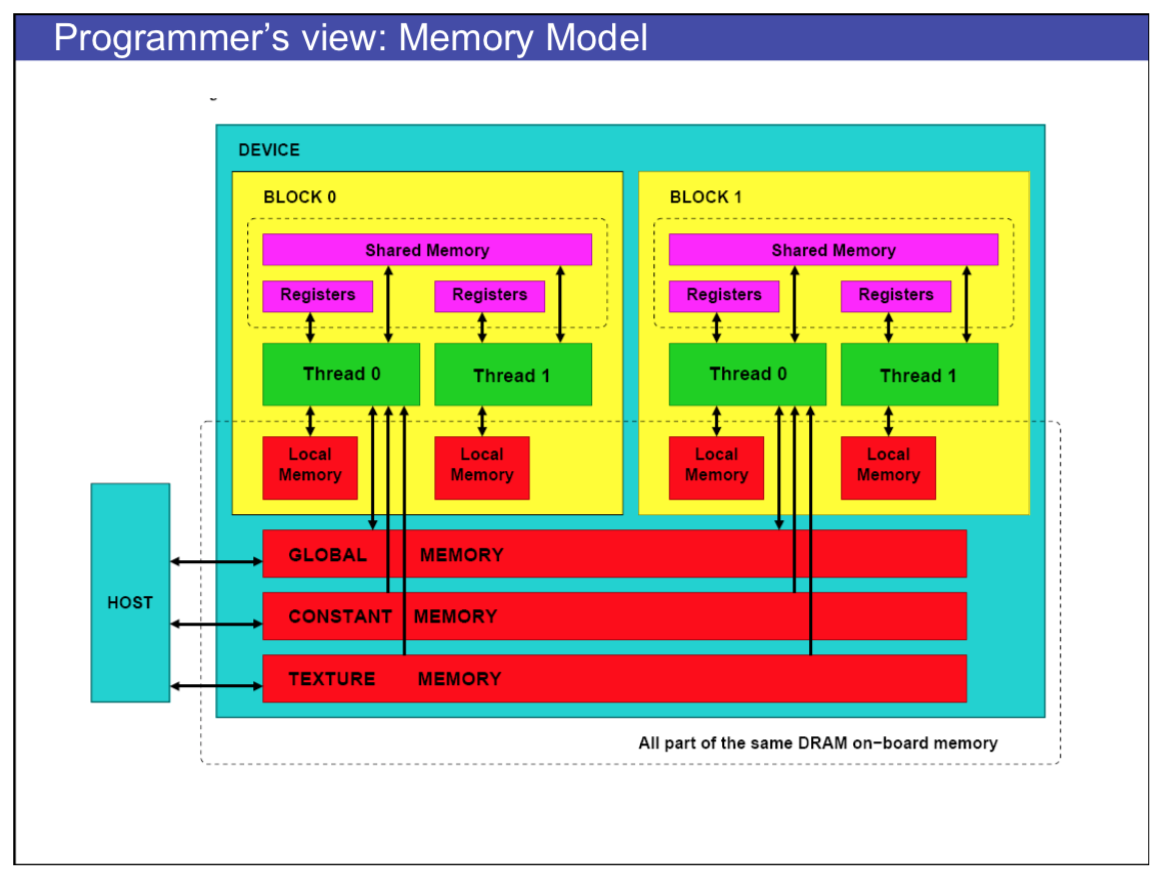 Programmer's view: Memory Model
DEVICE
BLOCK 0
Shared Memory
Registers
Registers
Thread 0
Thread 1
Local
Memory
Local
Memory
BLOCK 1
Shared Memory
Registers
Registers
Thread 0
Thread 1
Local
Memory
Local
Memory
HOST
GLOBAL MEMORY
CONSTANT MEMORY
TEXTURE MEMORY
All part of the same DRAM on−board memory